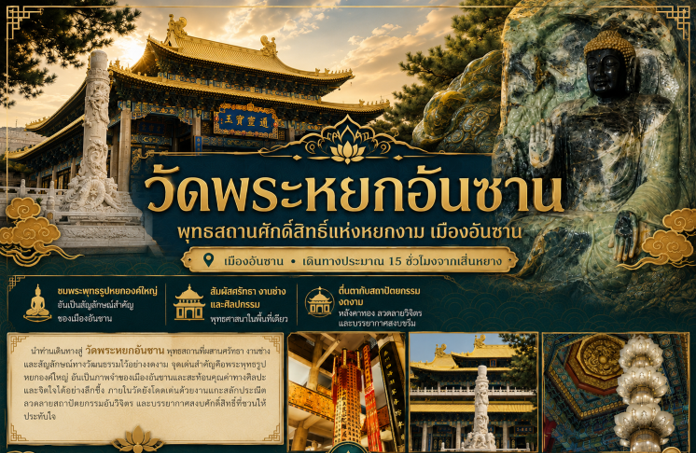 王寶靈通
วัดพระหยกอันซาน
พุทธสถานศักดิ์สิทธิ์แห่งหยกงาม เมืองอันซาน
เมืองอันซาน • เดินทางประมาณ 15 ชั่วโมงจากเสิ่นหยาง
ชมพระพุทธรูปหยกองค์ใหญ่
อันเป็นสัญลักษณ์สำคัญ
ของเมืองอันซาน
สัมผัสศรัทธา งานช่าง
และศิลปกรรม
พุทธศาสนาในพื้นที่เดียว
ตื่นตากับสถาปัตยกรรม
งดงาม
หลังคาทอง ลวดลายวิจิตร
และบรรยากาศสงบขรึม
นำท่านเดินทางสู่ วัดพระหยกอันซาน พุทธสถานที่ผสานศรัทธา งานช่าง
และสัญลักษณ์ทางวัฒนธรรมไว้อย่างงดงาม จุดเด่นสำคัญคือพระพุทธรูป
หยกองค์ใหญ่ อันเป็นภาพจำของเมืองอันซานและสะท้อนคุณค่าทางศิลปะ
และจิตใจได้อย่างลึกซึ้ง ภายในวัดยังโดดเด่นด้วยงานแกะสลักประณีต
ลวดลายสถาปัตยกรรมอันวิจิตร และบรรยากาศสงบศักดิ์สิทธิ์ที่ชวนให้
ประทับใจ